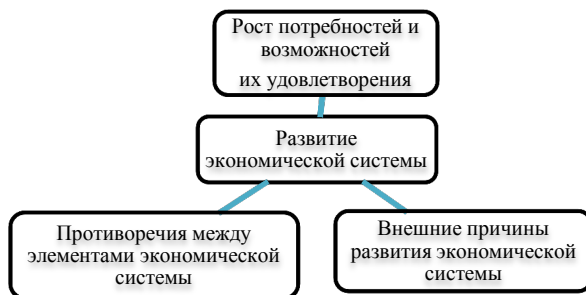 Рост потребностей и
возможностей
их удовлетворения
Развитие
экономической системы
Противоречия между
элементами экономической
системы
Внешние причины
развития экономической
системы